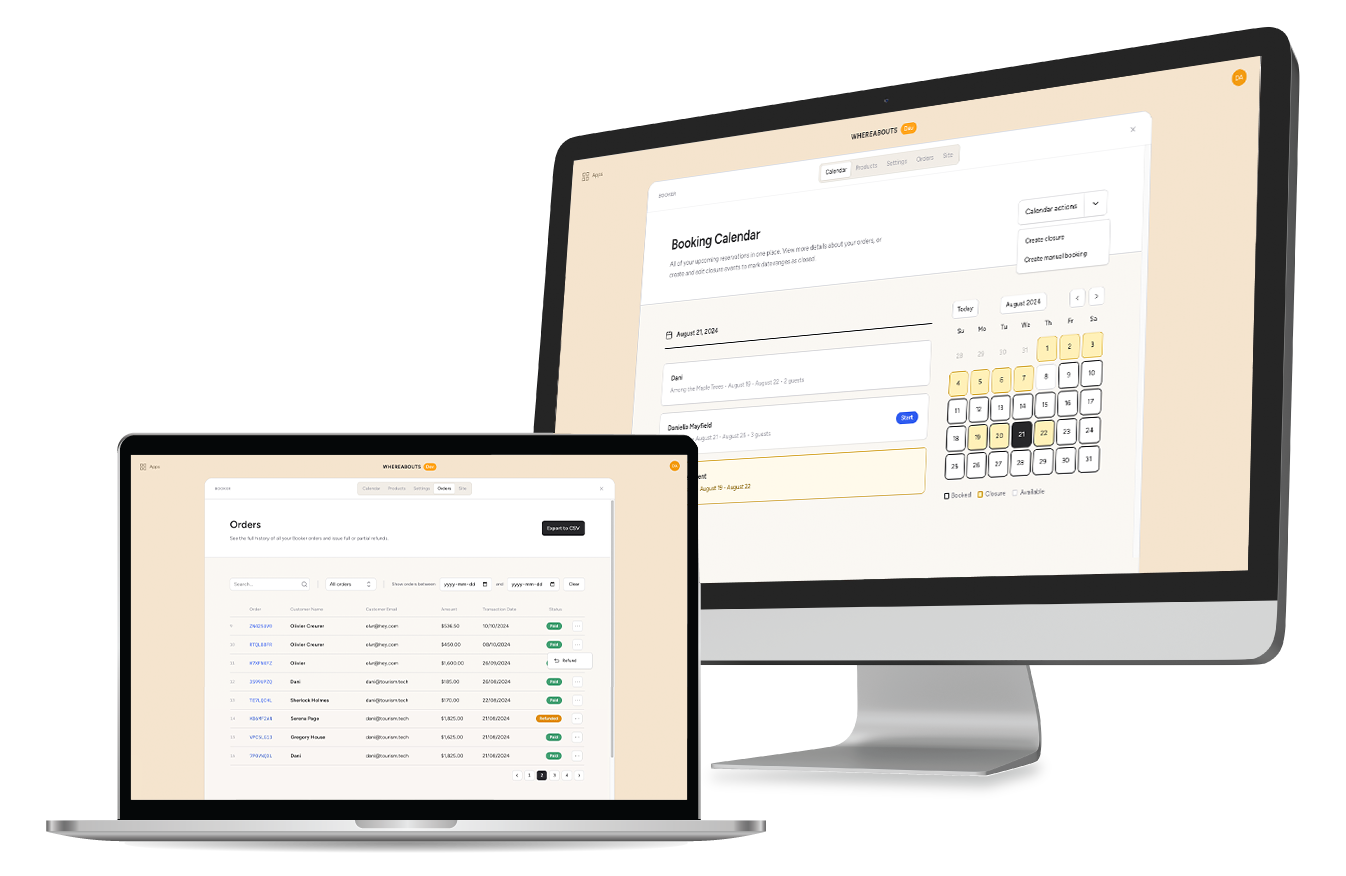 DA
WHEREABOUTS Dev
Apps
BOOKER
Calendar Products Settings Orders Site
Booking Calendar
All of your upcoming reservations in one place. View more details about your orders, or
create and edit closure events to mark dateranges as closed.
Calendar actions
Create closure
Create manual booking
August 21, 2024
Dani
Among the Maple Trees - August 19 - August 22 - 2 guests
Daniella Mayfield
August 21 - August 25 - 3 guests
Start
August 19 - August 22
Today August 2024
Su Mo Tu We Th Fr Sa
28 29 30 31 1 2 3
4 5 6 7 8 9 10
11 12 13 14 15 16 17
18 19 20 21 22 23 24
25 26 27 28 29 30 31
Booked Closure Available
Apps
WHEREABOUTS Dev
DA
BOOKER
Calendar Products Settings Orders Site
Orders
See the full history of all your Booker orders and issue full or partial refunds.
Export to CSV
Search... All orders Show orders between yyyy-mm-dd and yyyy-mm-dd Clear
Order Customer Name Customer Email Amount Transaction Date Status
9 Olivier Creurer olivr@hey.com $536.50 10/10/2024 Paid
10 Olivier Creurer olivr@hey.com $450.00 08/10/2024 Paid
11 Olivier olivr@hey.com $1,600.00 26/09/2024
Refund
12 Dani dani@tourism.tech $185.00 26/08/2024 Paid
13 Sherlock Holmes dani@tourism.tech $170.00 22/08/2024 Paid
14 Serena Page dani@tourism.tech $1,825.00 21/08/2024 Refunded
15 Gregory House dani@tourism.tech $1,625.00 21/08/2024 Paid
16 Dani dani@tourism.tech $1,825.00 21/08/2024 Paid
1 2 3 4